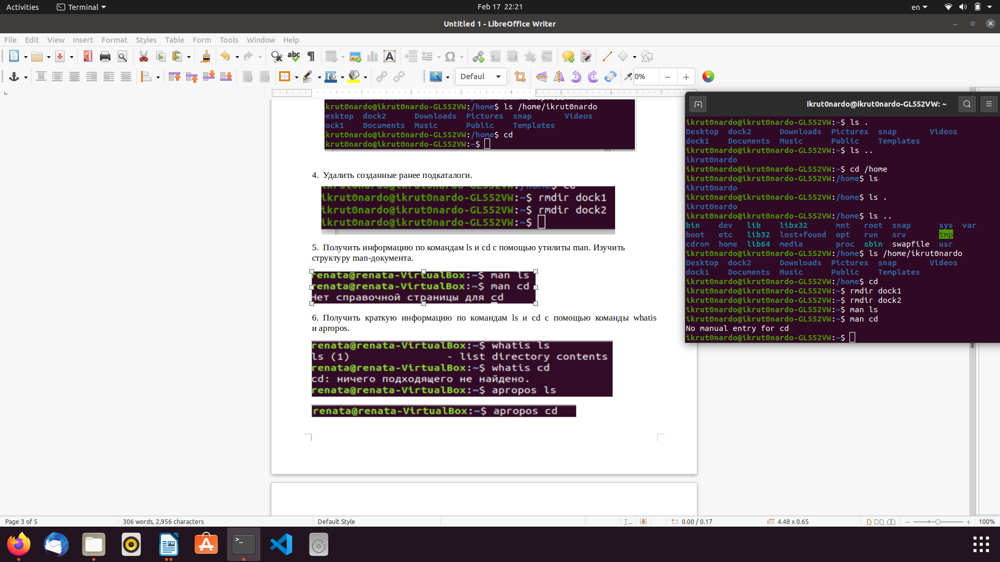 Activities
Terminal
Feb 17 22:21
en
Untitled 1 - LibreOffice Writer
File Edit View Insert Format Styles Table Form Tools Window Help
Defaul
0%
1 2 3 4 5 6 7
krut0nardo@ikrut0nardo-GL552VW:/home$ ls /home/ikrut0nardo
esktop dock2 Downloads Pictures snap Videos
ock1 Documents Music Public Templates
krut0nardo@ikrut0nardo-GL552VW:/home$ cd
krut0nardo@ikrut0nardo-GL552VW:~$
4. Удалить созданные ранее подкаталоги.
ikrut0nardo@ikrut0nardo-GL552VW:/home$ cd
ikrut0nardo@ikrut0nardo-GL552VW:~$ rmdir dock1
ikrut0nardo@ikrut0nardo-GL552VW:~$ rmdir dock2
ikrut0nardo@ikrut0nardo-GL552VW:~$
5. Получить информацию по командам ls и cd с помощью утилиты man. Изучить
структуру man-документа.
renata@renata-VirtualBox:~$ man ls
renata@renata-VirtualBox:~$ man cd
Нет справочной страницы для cd
6. Получить краткую информацию по командам ls и cd с помощью команды whatis
и apropos.
renata@renata-VirtualBox:~$ whatis ls
ls (1) - list directory contents
renata@renata-VirtualBox:~$ whatis cd
cd: ничего подходящего не найдено.
renata@renata-VirtualBox:~$ apropos ls
renata@renata-VirtualBox:~$ apropos cd
ikrut0nardo@ikrut0nardo-GL552VW: ~
ikrut0nardo@ikrut0nardo-GL552VW:~$ ls .
Desktop dock2 Downloads Pictures snap Videos
dock1 Documents Music Public Templates
ikrut0nardo@ikrut0nardo-GL552VW:~$ ls ..
ikrut0nardo
ikrut0nardo@ikrut0nardo-GL552VW:~$ cd /home
ikrut0nardo@ikrut0nardo-GL552VW:/home$ ls
ikrut0nardo
ikrut0nardo@ikrut0nardo-GL552VW:/home$ ls .
ikrut0nardo
ikrut0nardo@ikrut0nardo-GL552VW:/home$ ls ..
bin dev lib libx32 mnt root snap sys var
boot etc lib32 lost+found opt run srv tmp
cdrom home lib64 media proc sbin swapfile usr
ikrut0nardo@ikrut0nardo-GL552VW:/home$ ls /home/ikrut0nardo
Desktop dock2 Downloads Pictures snap Videos
dock1 Documents Music Public Templates
ikrut0nardo@ikrut0nardo-GL552VW:/home$ cd
ikrut0nardo@ikrut0nardo-GL552VW:~$ rmdir dock1
ikrut0nardo@ikrut0nardo-GL552VW:~$ rmdir dock2
ikrut0nardo@ikrut0nardo-GL552VW:~$ man ls
ikrut0nardo@ikrut0nardo-GL552VW:~$ man cd
No manual entry for cd
ikrut0nardo@ikrut0nardo-GL552VW:~$
Page 3 of 5
306 words, 2,956 characters
Default Style
0.00 / 0.17
4.48 x 0.65
100%